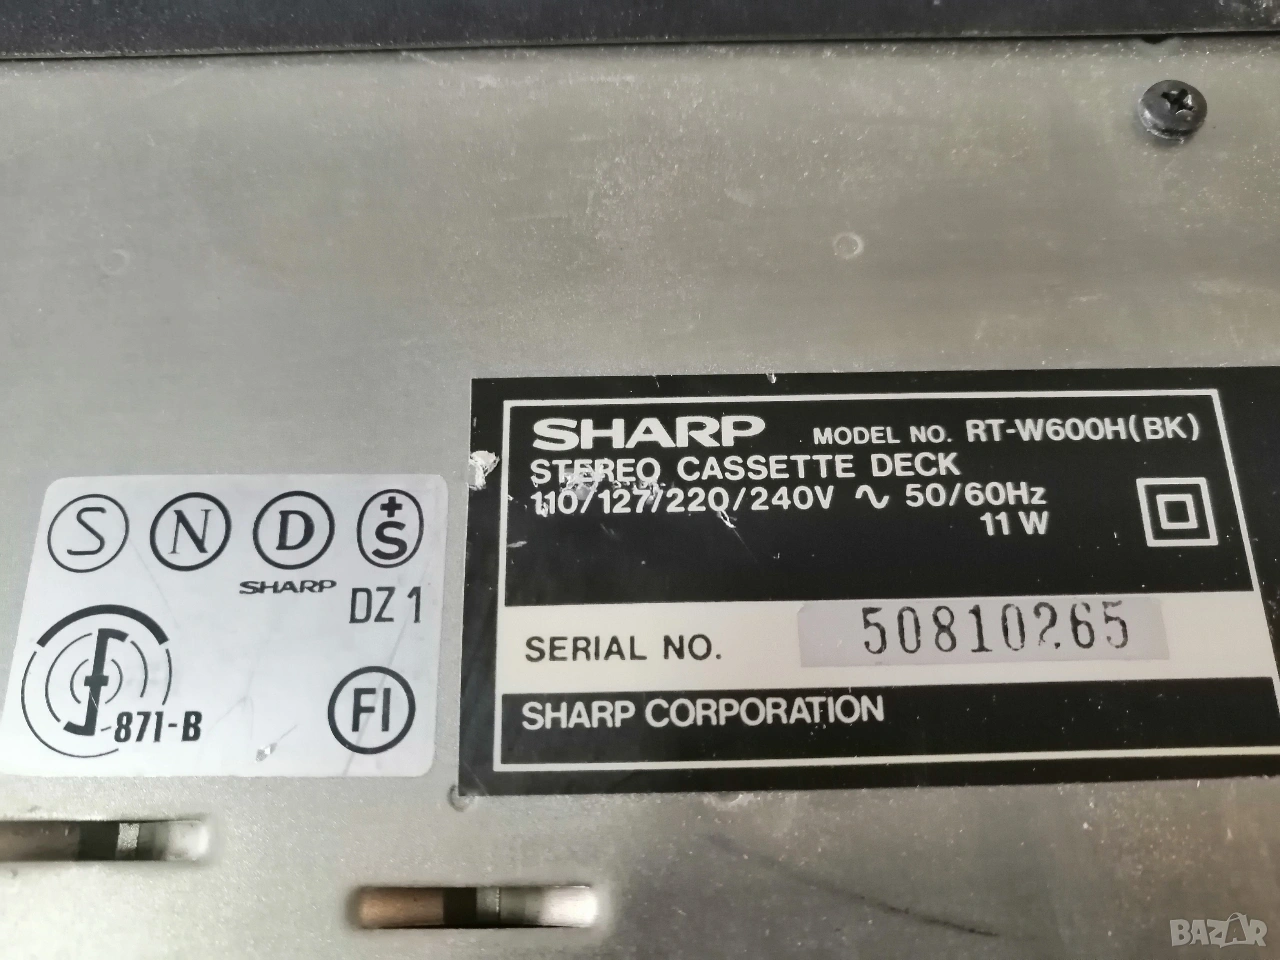 SHARP MODEL NO. RT-W600H(BK)
STEREO CASSETTE DECK
110/127/220/240V ∿ 50/60Hz
11 W
SERIAL NO. 50810265
SHARP CORPORATION
S N D +S
SHARP DZ 1
871-B FI
BAZAR